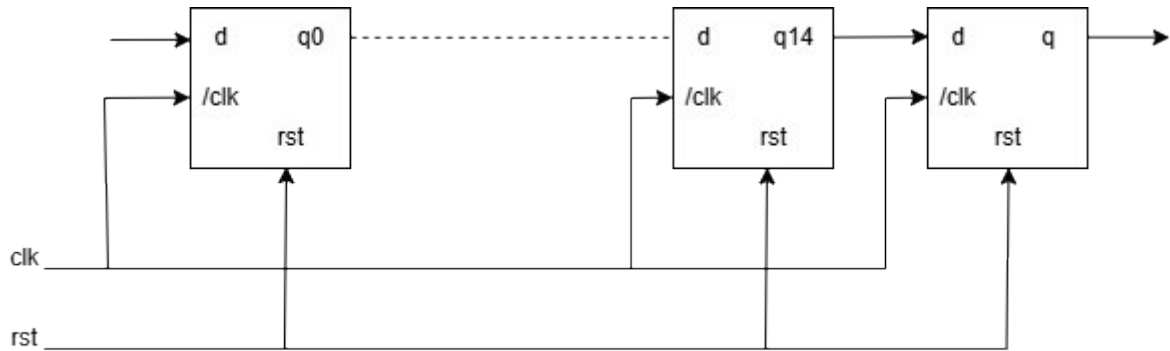 d q0 d q14 d q
/clk /clk /clk
rst rst rst
clk
rst